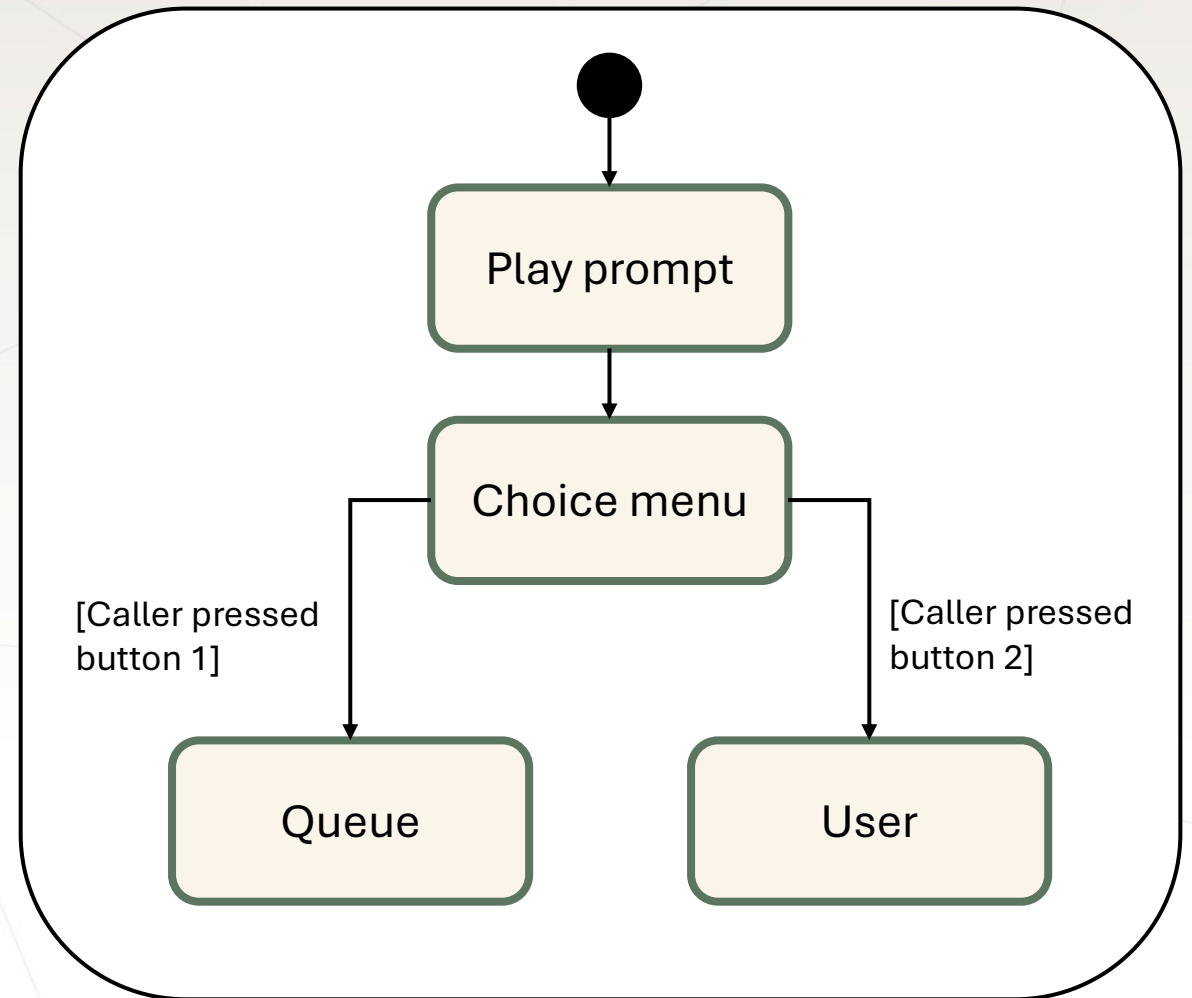 Play prompt
Choice menu
[Caller pressed
button 1]
[Caller pressed
button 2]
Queue
User